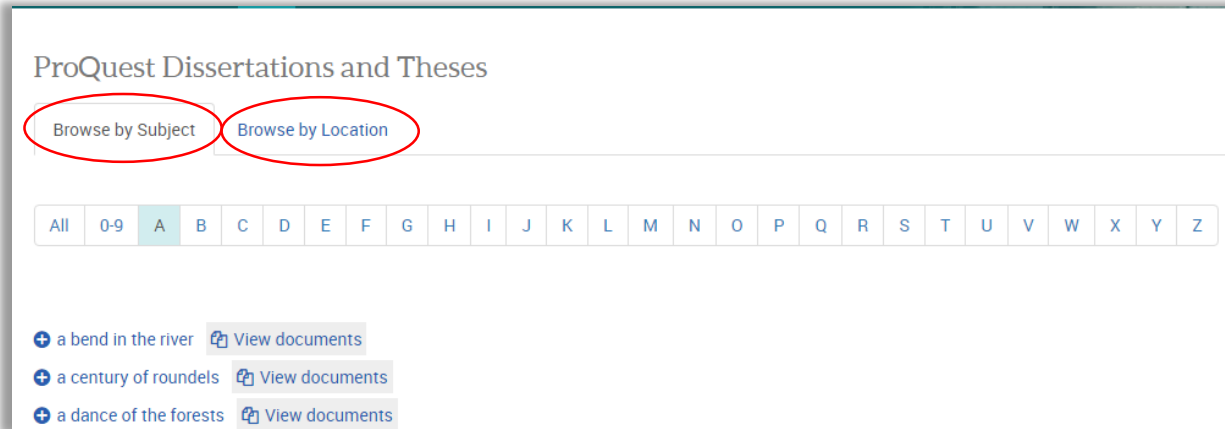 ProQuest Dissertations and Theses
Browse by Subject Browse by Location
All 0-9 A B C D E F G H I J K L M N O P Q R S T U V W X Y Z
a bend in the river View documents
a century of roundels View documents
a dance of the forests View documents